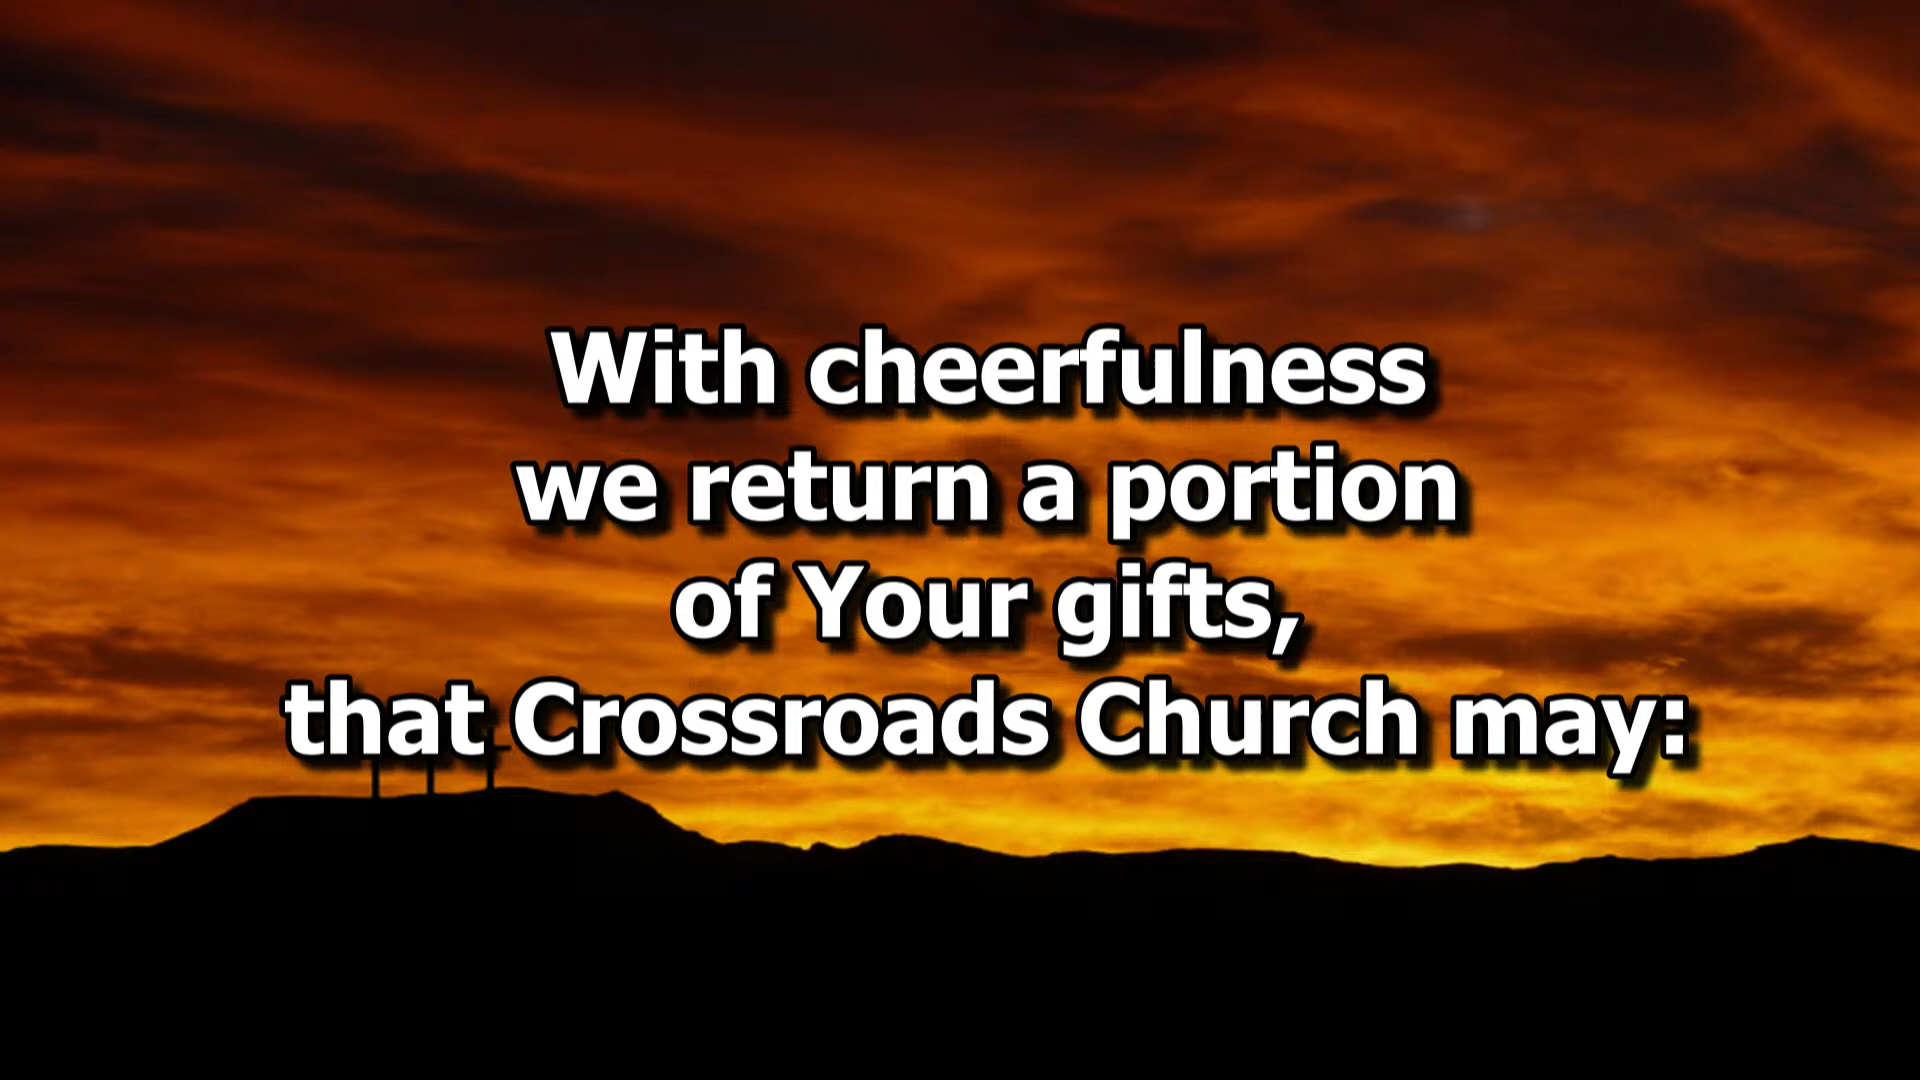 With cheerfulness
we return a portion
of Your gifts,
that Crossroads Church may: